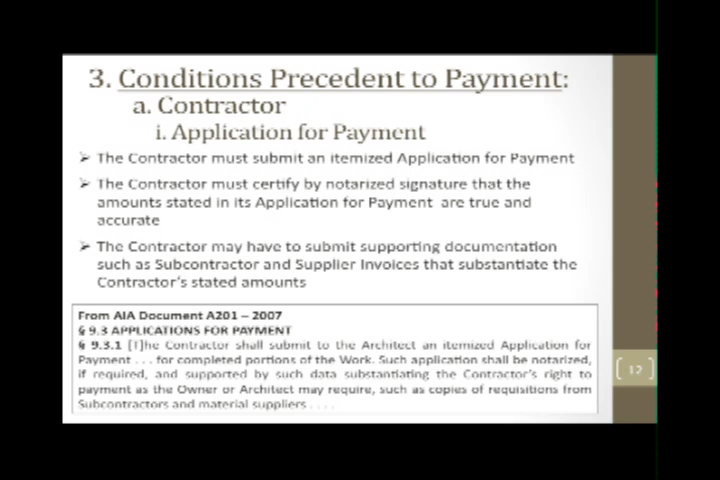 3. Conditions Precedent to Payment:
a. Contractor
i. Application for Payment
➤ The Contractor must submit an itemized Application for Payment
➤ The Contractor must certify by notarized signature that the
amounts stated in its Application for Payment are true and
accurate
➤ The Contractor may have to submit supporting documentation
such as Subcontractor and Supplier Invoices that substantiate the
Contractor's stated amounts
From AIA Document A201 – 2007
§ 9.3 APPLICATIONS FOR PAYMENT
§ 9.3.1 [T]he Contractor shall submit to the Architect an itemized Application for
Payment . . . for completed portions of the Work. Such application shall be notarized,
if required, and supported by such data substantiating the Contractor's right to
payment as the Owner or Architect may require, such as copies of requisitions from
Subcontractors and material suppliers . . . .
[ 12 ]